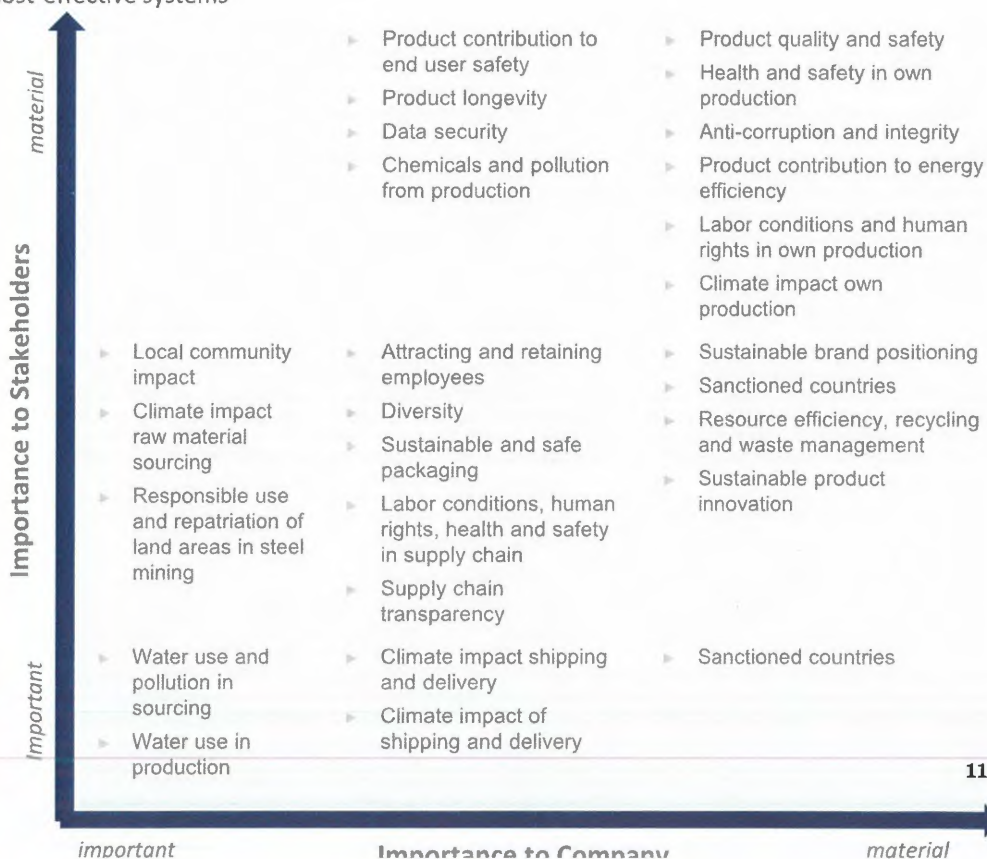 Product contribution to
end user safety
Product longevity
Data security
Chemicals and pollution
from production
Product quality and safety
Health and safety in own
production
Anti-corruption and integrity
Product contribution to energy
efficiency
Labor conditions and human
rights in own production
Climate impact own
production
material
Importance to Stakeholders
Important
Local community
impact
Climate impact
raw material
sourcing
Responsible use
and repatriation of
land areas in steel
mining
Attracting and retaining
employees
Diversity
Sustainable and safe
packaging
Labor conditions, human
rights, health and safety
in supply chain
Supply chain
transparency
Sustainable brand positioning
Sanctioned countries
Resource efficiency, recycling
and waste management
Sustainable product
innovation
Water use and
pollution in
sourcing
Water use in
production
Climate impact shipping
and delivery
Climate impact of
shipping and delivery
Sanctioned countries
11
important
Importance to Company
material